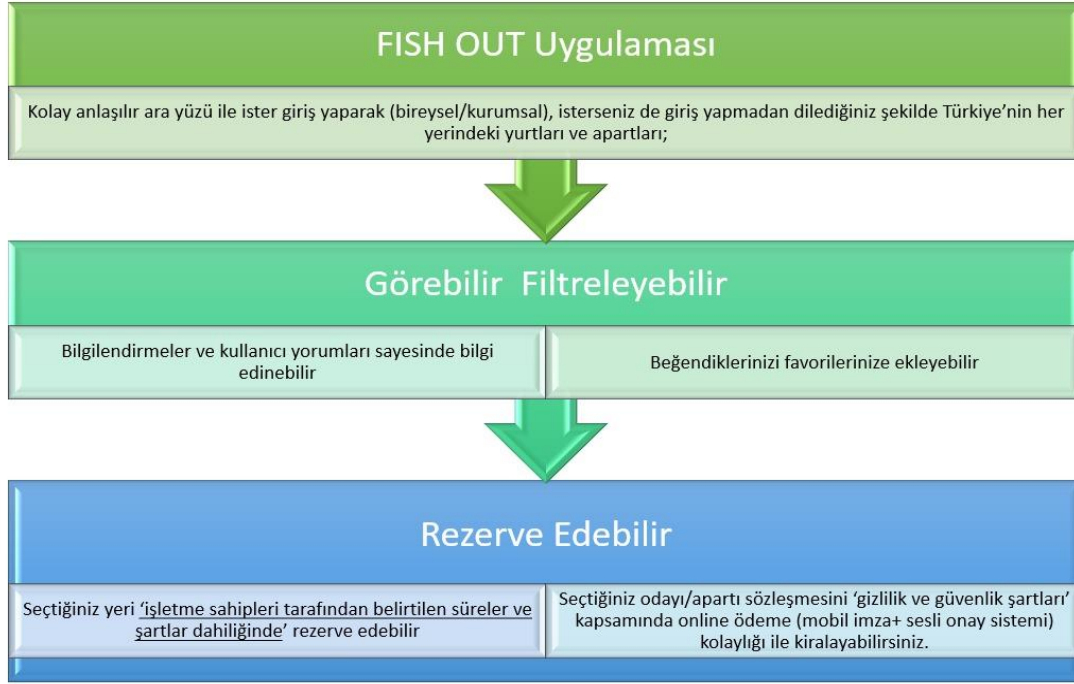 FISH OUT Uygulaması
Kolay anlaşılır ara yüzü ile ister giriş yaparak (bireysel/kurumsal), isterseniz de giriş yapmadan dilediğiniz şekilde Türkiye’nin her
yerindeki yurtları ve apartları;
Görebilir  Filtreleyebilir
Bilgilendirmeler ve kullanıcı yorumları sayesinde bilgi
edinebilir
Beğendiklerinizi favorilerinize ekleyebilir
Rezerve Edebilir
Seçtiğiniz yeri ‘işletme sahipleri tarafından belirtilen süreler ve
şartlar dahiliğinde’ rezerve edebilir
Seçtiğiniz odayı/apartı sözleşmesini ‘gizlilik ve güvenlik şartları’
kapsamında online ödeme (mobil imza+ sesli onay sistemi)
kolaylığı ile kiralayabilirsiniz.